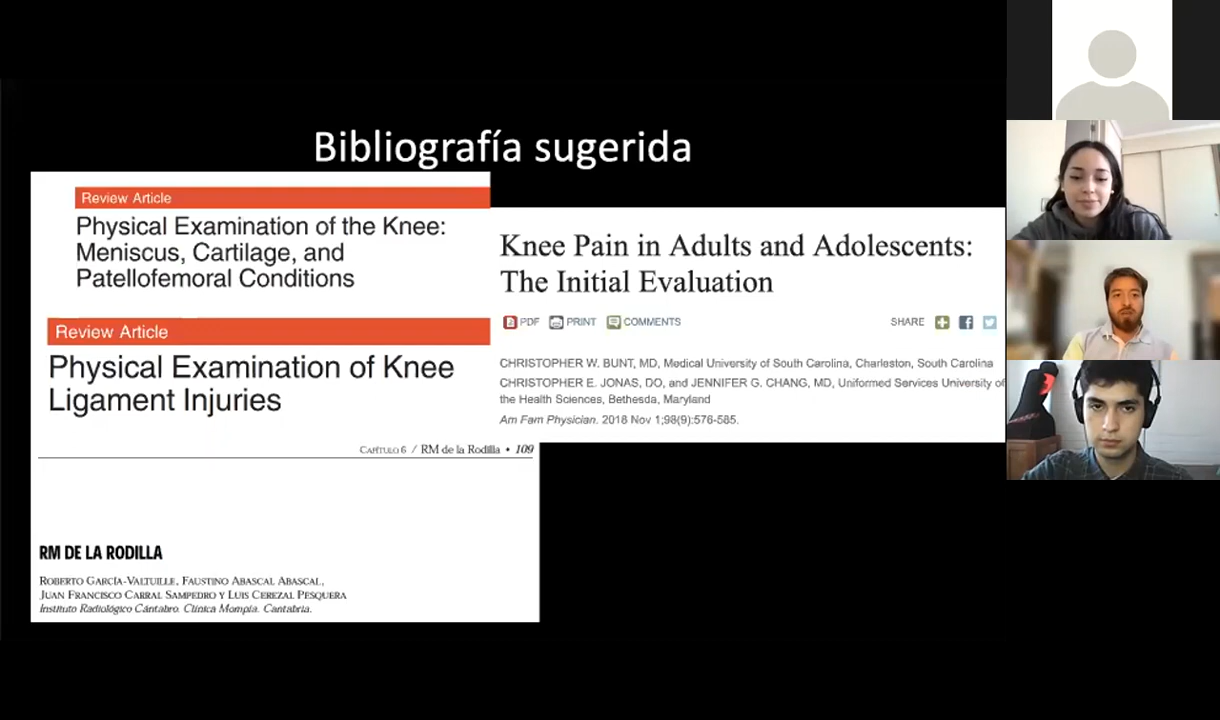 Bibliografía sugerida
Review Article
Physical Examination of the Knee:
Meniscus, Cartilage, and
Patellofemoral Conditions
Review Article
Physical Examination of Knee
Ligament Injuries
Knee Pain in Adults and Adolescents:
The Initial Evaluation
PDF PRINT COMMENTS SHARE
CHRISTOPHER W. BUNT, MD, Medical University of South Carolina, Charleston, South Carolina
CHRISTOPHER E. JONAS, DO, and JENNIFER G. CHANG, MD, Uniformed Services University of
the Health Sciences, Bethesda, Maryland
Am Fam Physician. 2018 Nov 1;98(9):576-585.
CAPÍTULO 6 / RM de la Rodilla • 109
RM DE LA RODILLA
ROBERTO GARCÍA-VALTUILLE, FAUSTINO ABASCAL ABASCAL,
JUAN FRANCISCO CARRAL SAMPEDRO Y LUIS CEREZAL PESQUERA
Instituto Radiológico Cántabro. Clínica Mompía. Cantabria.